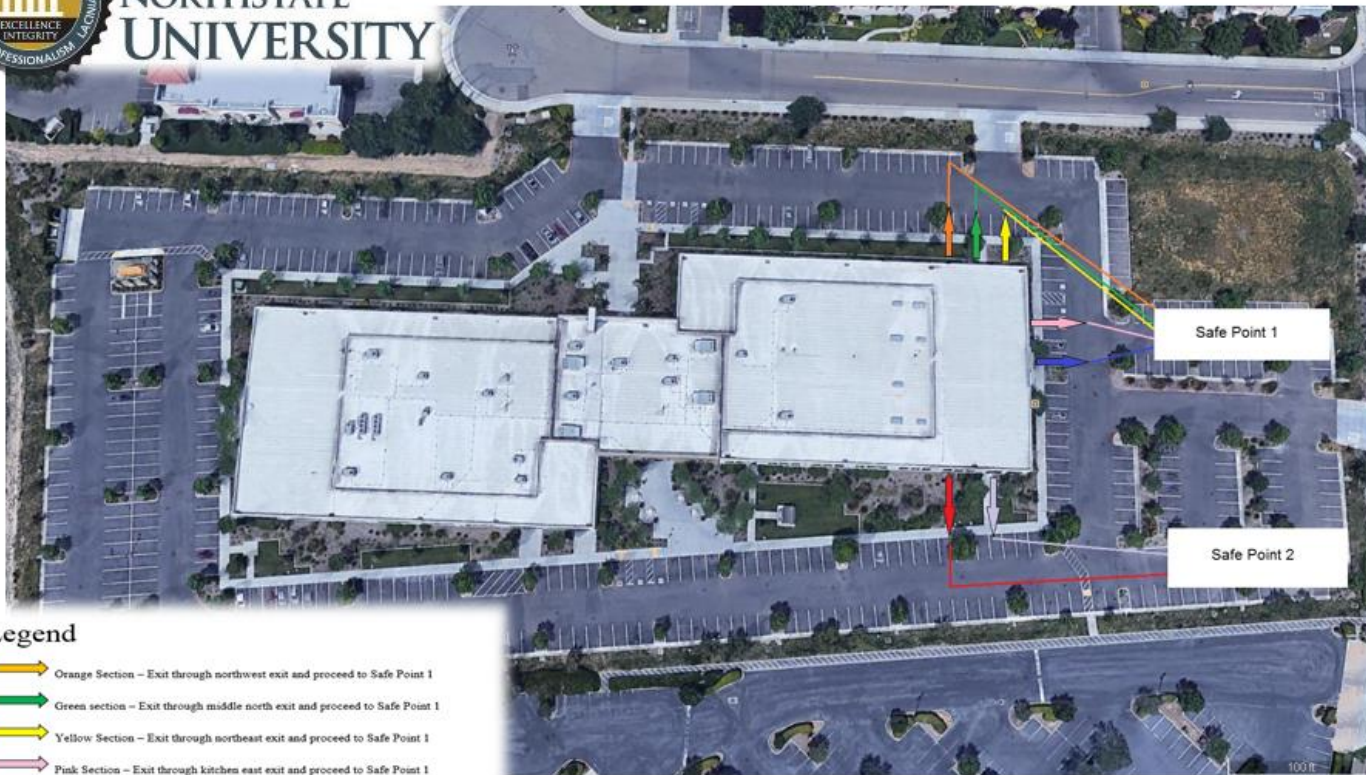 EXCELLENCE
INTEGRITY
UNIVERSITY
Safe Point 1
Safe Point 2
Orange Section – Exit through northwest exit and proceed to Safe Point 1
Green section – Exit through middle north exit and proceed to Safe Point 1
Yellow Section – Exit through northeast exit and proceed to Safe Point 1
Pink Section – Exit through kitchen east exit and proceed to Safe Point 1
100 ft